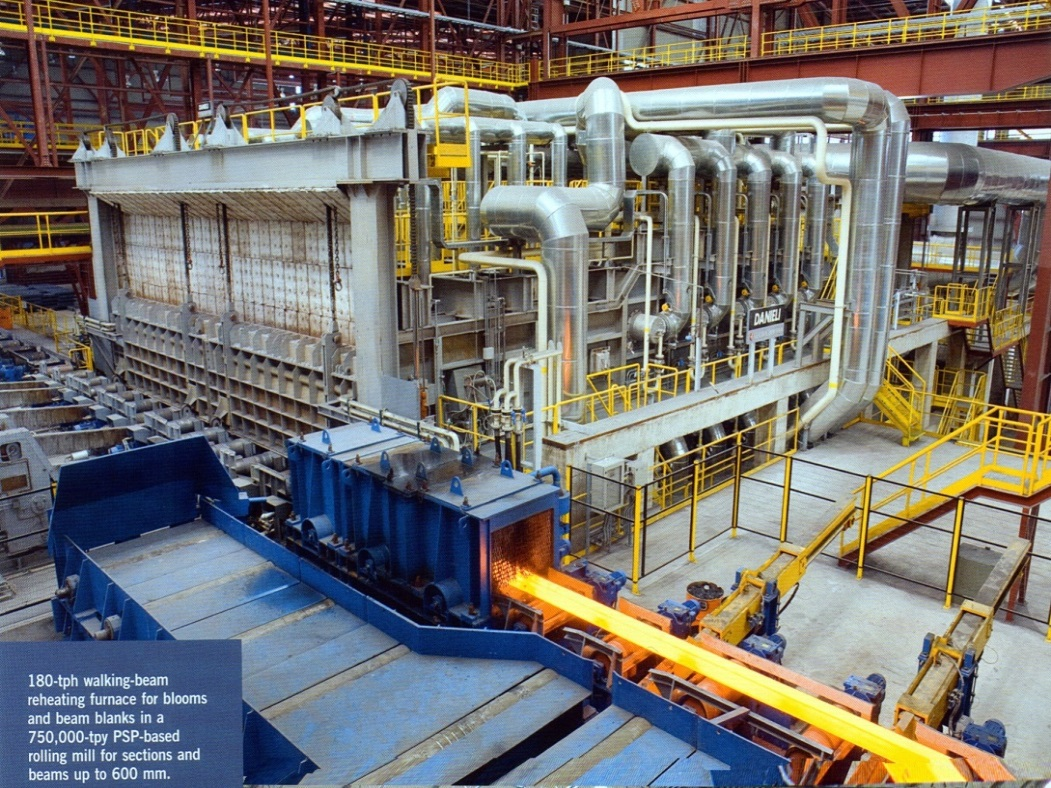 DANIELI
180-tph walking-beam
reheating furnace for blooms
and beam blanks in a
750,000-tpy PSP-based
rolling mill for sections and
beams up to 600 mm.